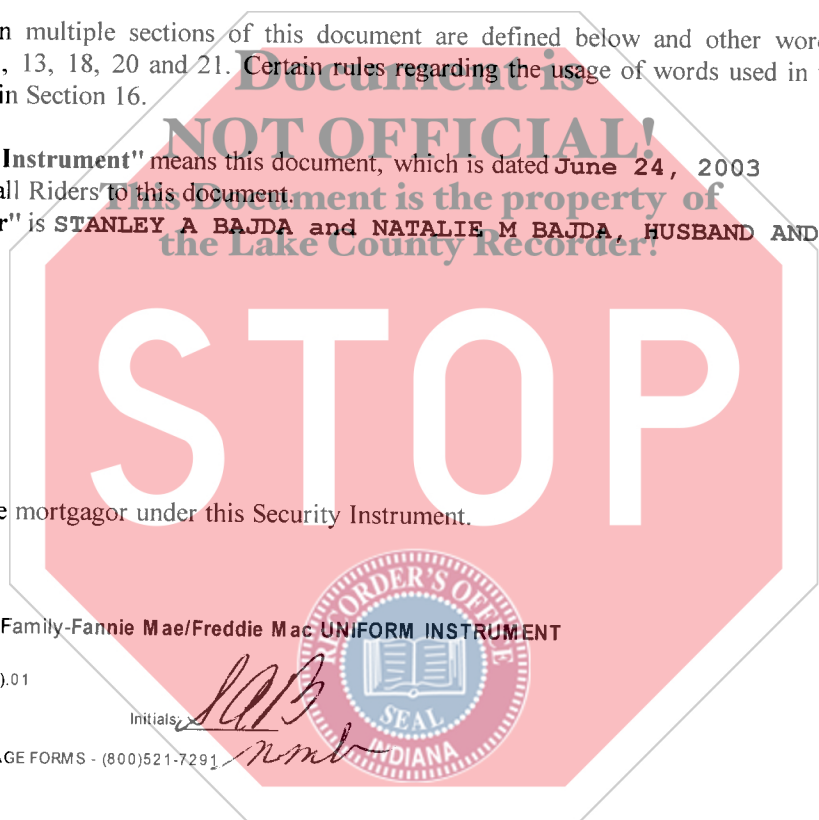 n multiple sections of this document are defined below and other word
, 13, 18, 20 and 21. Certain rules regarding the usage of words used in
in Section 16.
Document is
NOT OFFICIAL!
Instrument" means this document, which is dated June 24, 2003
all Riders to this document.
This Document is the property of
r" is STANLEY A BAJDA and NATALIE M BAJDA, HUSBAND AND
the Lake County Recorder!
STOP
e mortgagor under this Security Instrument.
RECORDER'S OFFICE
Family-Fannie Mae/Freddie Mac UNIFORM INSTRUMENT
).01
Initials: SAB
SEAL
GE FORMS - (800)521-7291 nmb
INDIANA